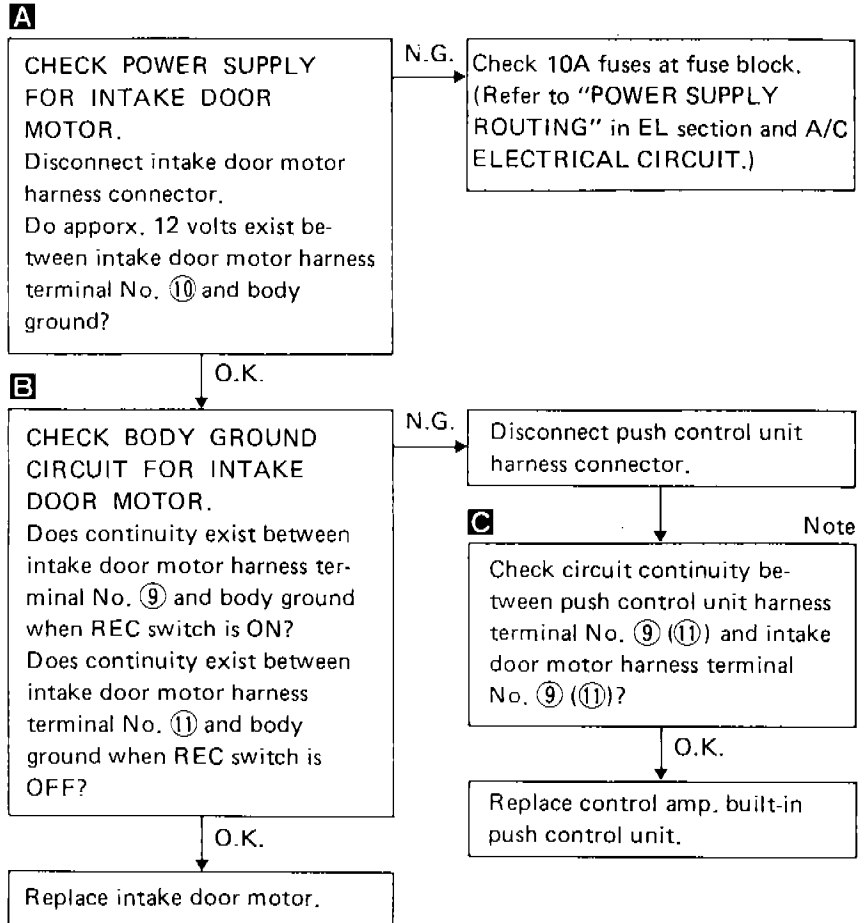 A
CHECK POWER SUPPLY
FOR INTAKE DOOR
MOTOR.
Disconnect intake door motor
harness connector.
Do apporx. 12 volts exist be-
tween intake door motor harness
terminal No. ⑩ and body
ground?
N.G.
Check 10A fuses at fuse block.
(Refer to "POWER SUPPLY
ROUTING" in EL section and A/C
ELECTRICAL CIRCUIT.)
O.K.
B
CHECK BODY GROUND
CIRCUIT FOR INTAKE
DOOR MOTOR.
Does continuity exist between
intake door motor harness ter-
minal No. ⑨ and body ground
when REC switch is ON?
Does continuity exist between
intake door motor harness
terminal No. ⑪ and body
ground when REC switch is
OFF?
N.G.
Disconnect push control unit
harness connector.
C
Note
Check circuit continuity be-
tween push control unit harness
terminal No. ⑨ (⑪) and intake
door motor harness terminal
No. ⑨ (⑪)?
O.K.
Replace control amp. built-in
push control unit.
O.K.
Replace intake door motor.